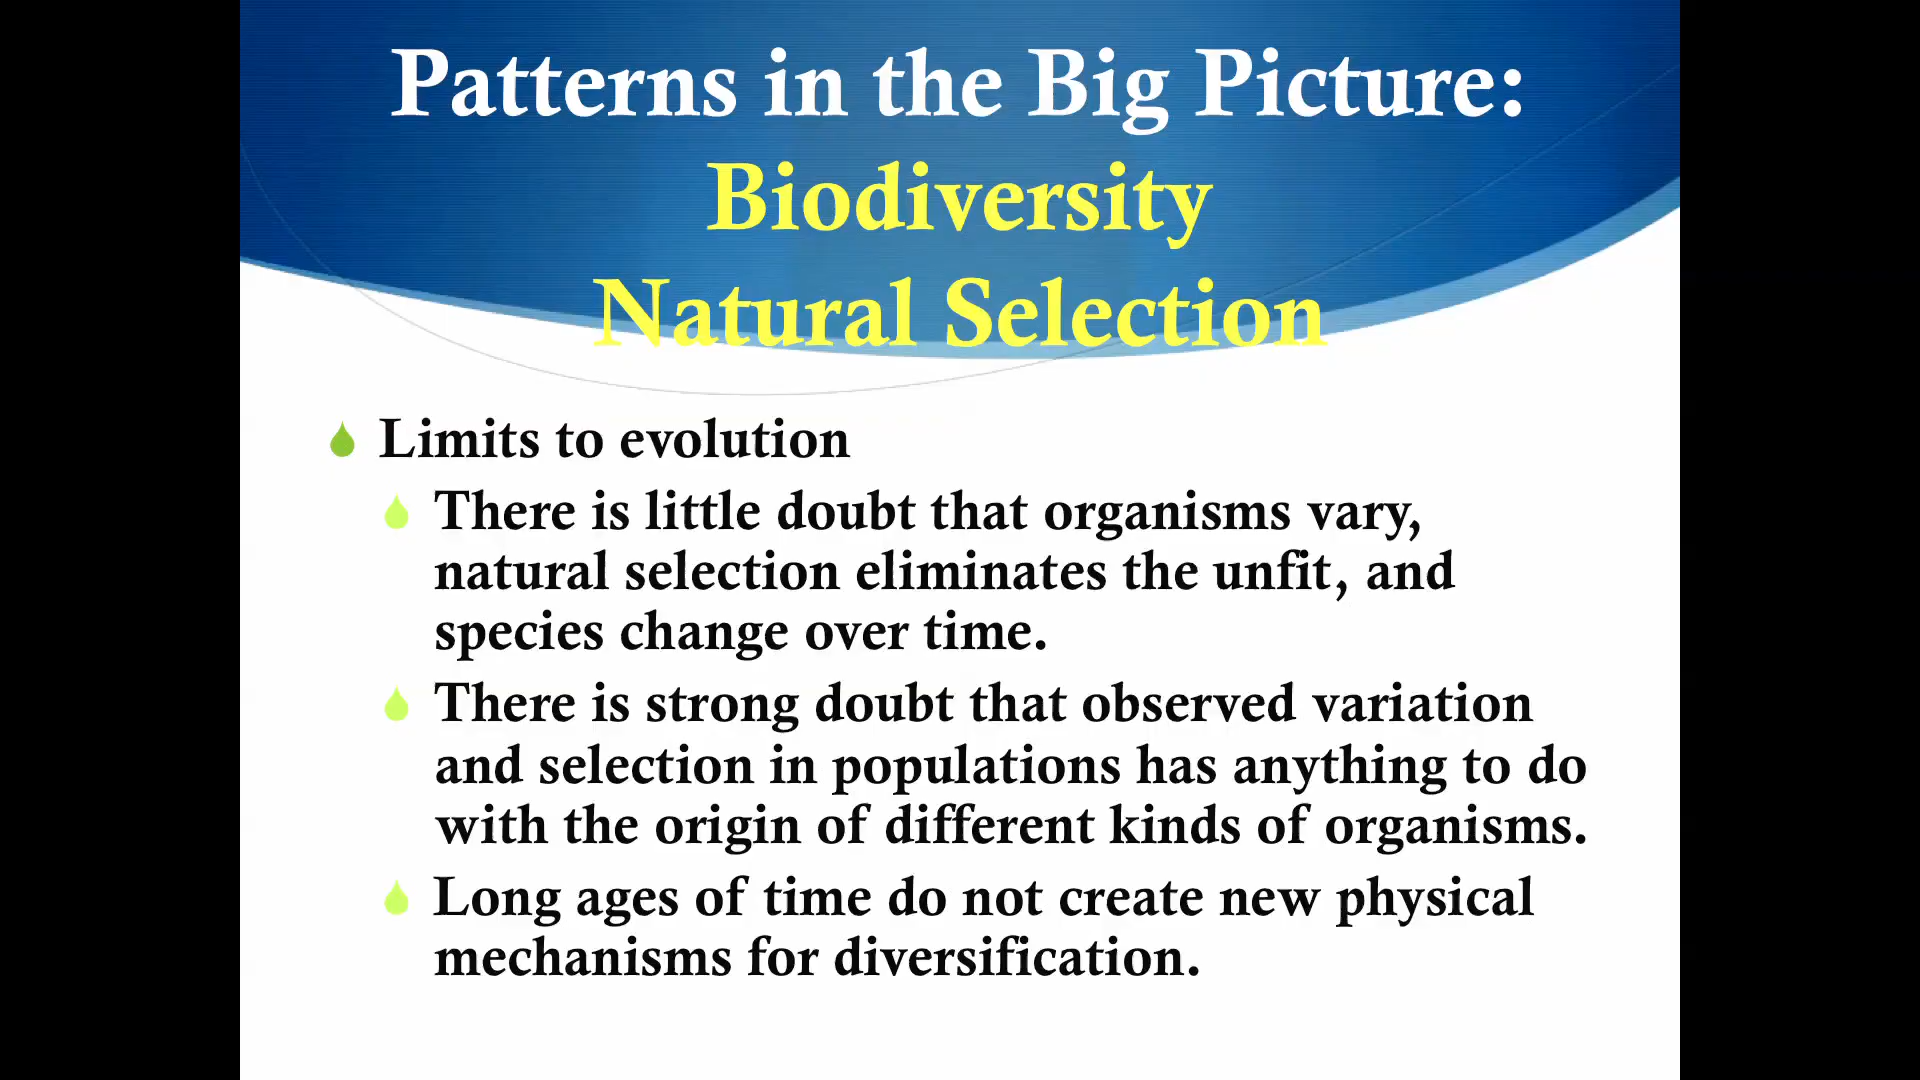 Patterns in the Big Picture:
Biodiversity
Natural Selection
Limits to evolution
There is little doubt that organisms vary,
natural selection eliminates the unfit, and
species change over time.
There is strong doubt that observed variation
and selection in populations has anything to do
with the origin of different kinds of organisms.
Long ages of time do not create new physical
mechanisms for diversification.